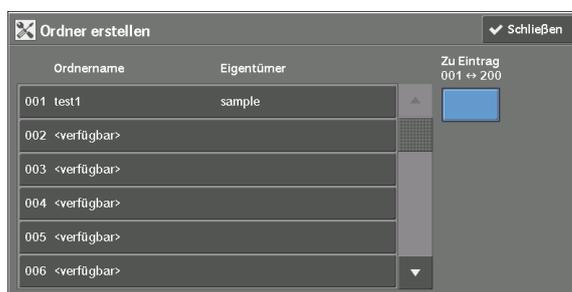 Ordner erstellen
Schließen
Ordnername Eigentümer
Zu Eintrag
001 ↔ 200
001 test1 sample
002 <verfügbar>
003 <verfügbar>
004 <verfügbar>
005 <verfügbar>
006 <verfügbar>